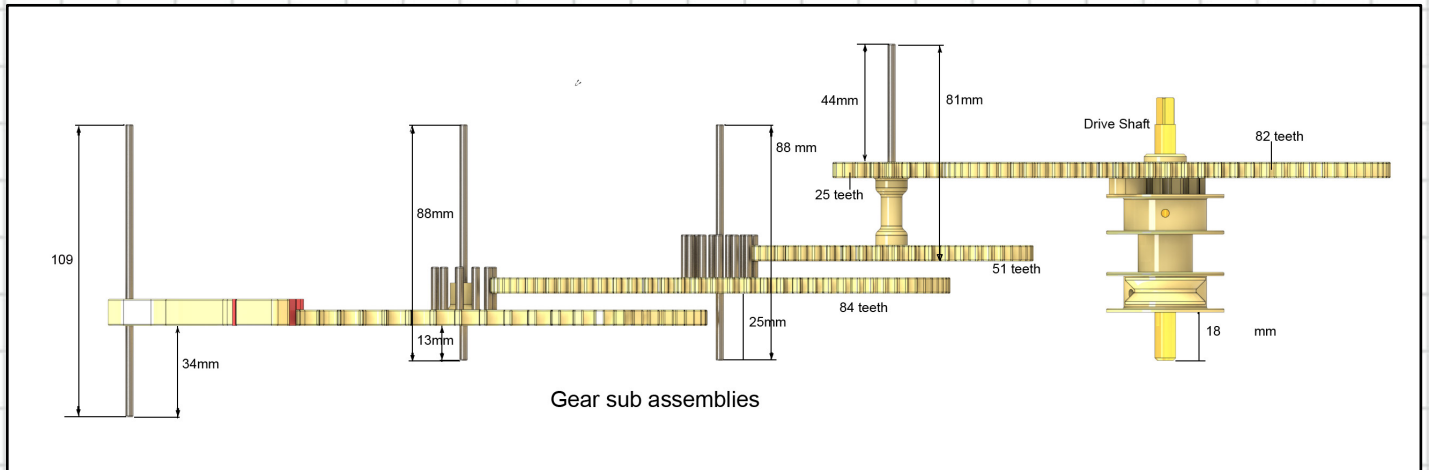 44mm
81mm
Drive Shaft
82 teeth
88 mm
25 teeth
88mm
109
51 teeth
84 teeth
25mm
18 mm
13mm
34mm
Gear sub assemblies